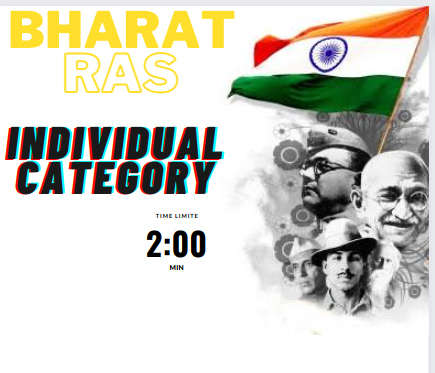 BHARAT
RAS
INDIVIDUAL
CATEGORY
TIME LIMITE
2:00
MIN